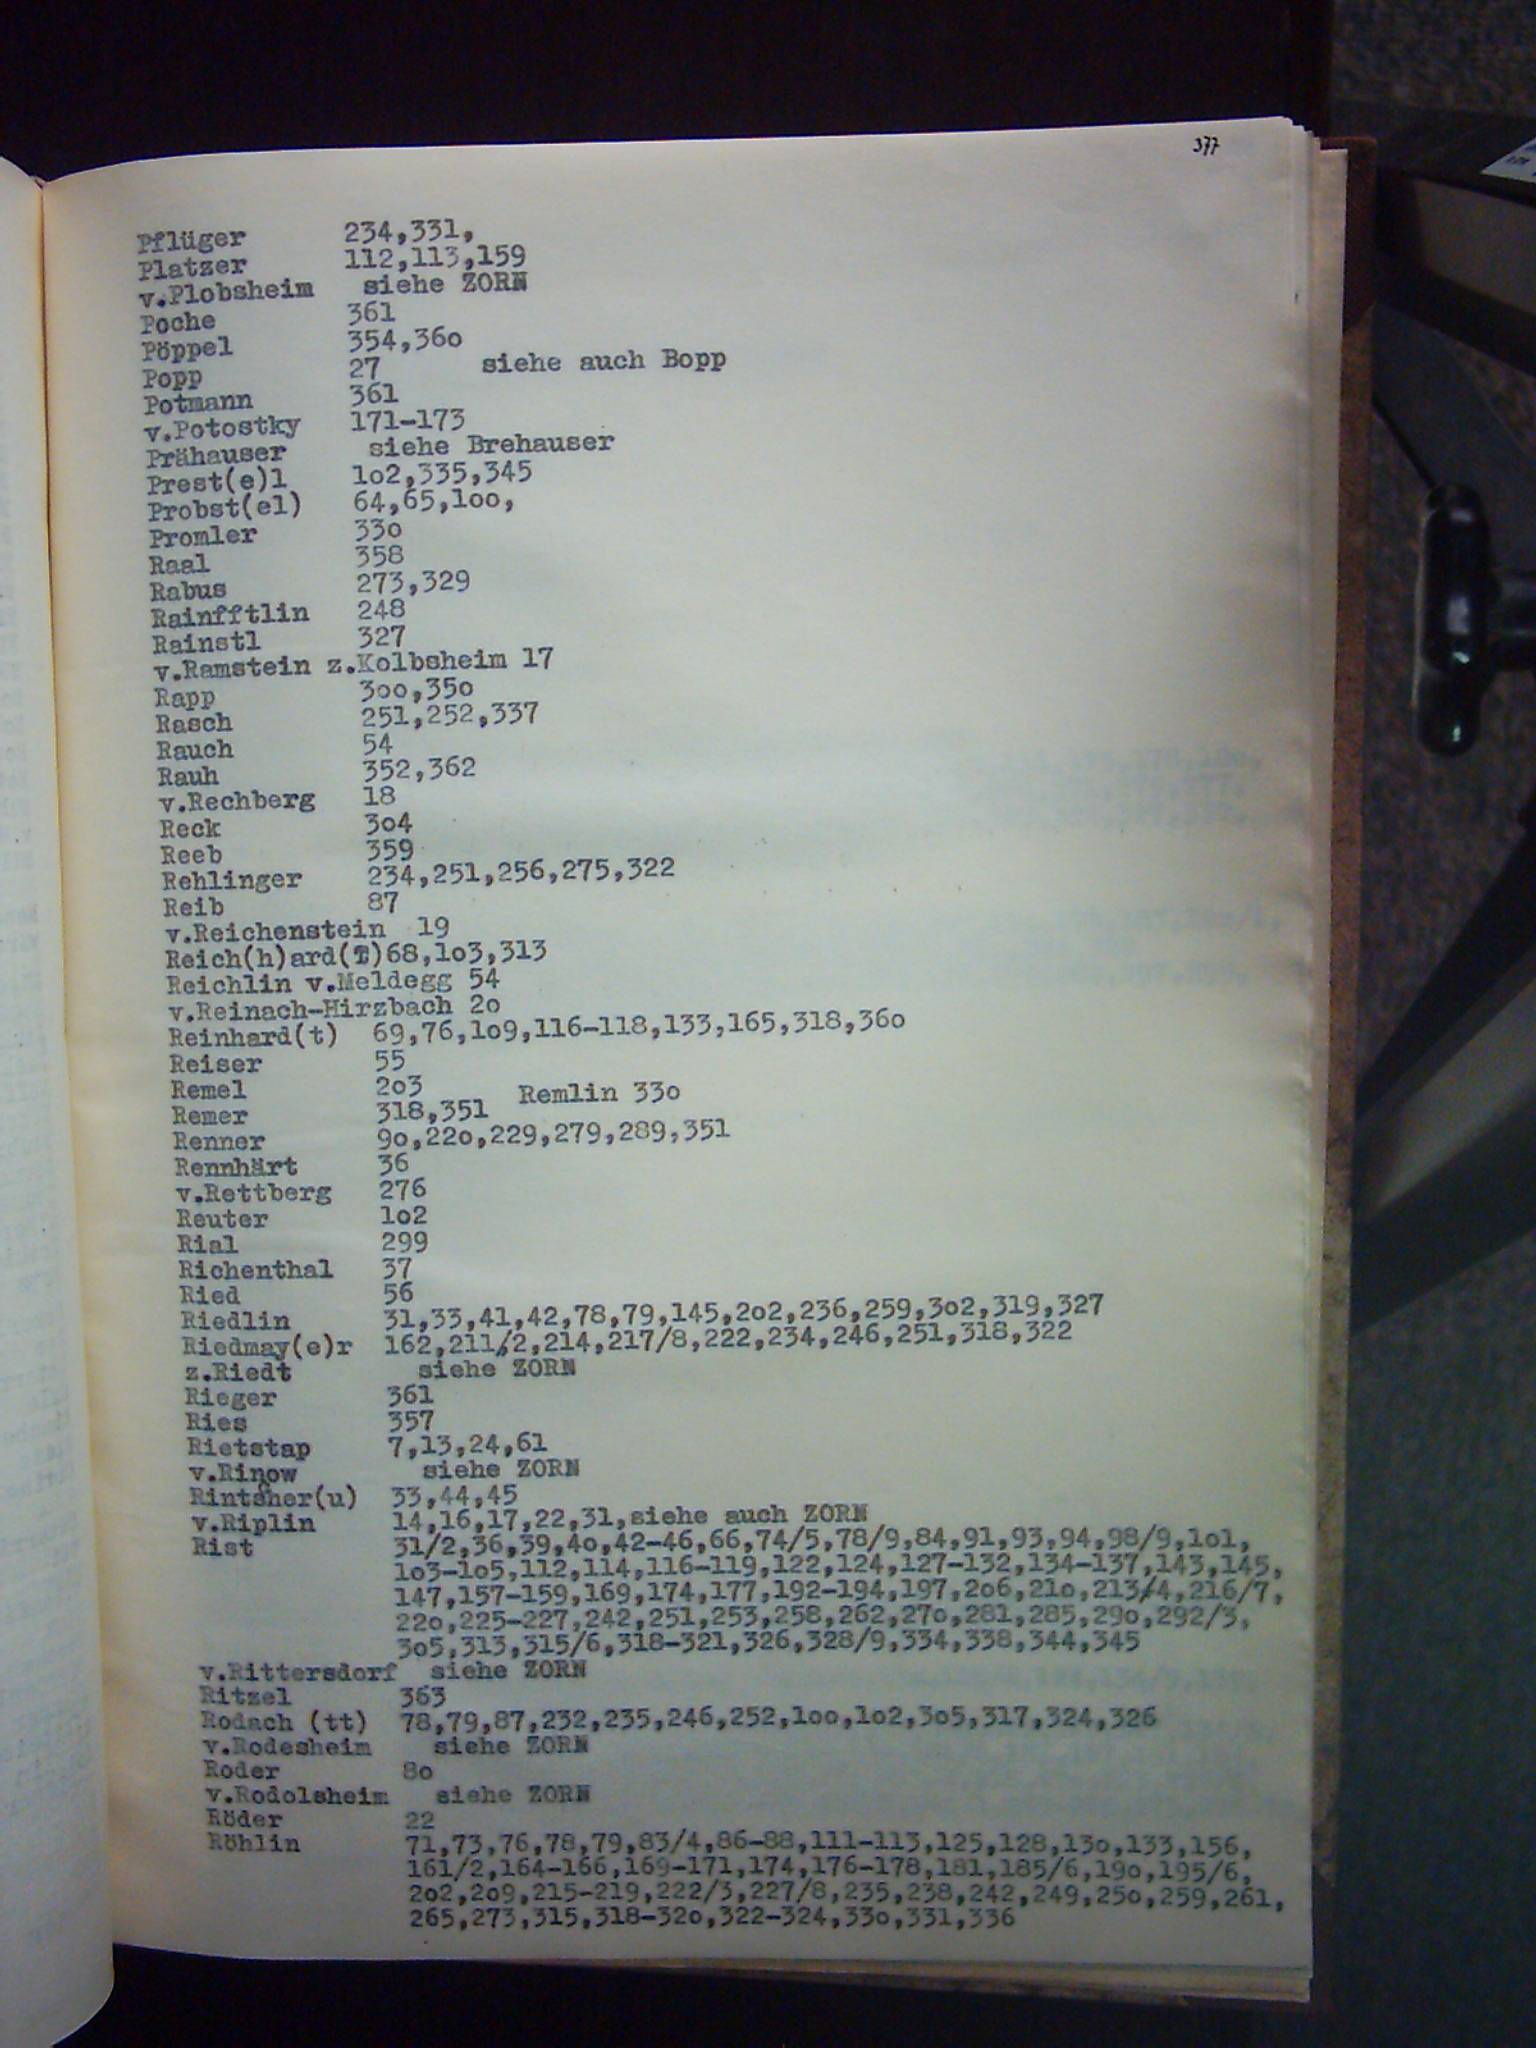 377
Pflüger 234,331,
Platzer 112,113,159
v.Plobsheim siehe ZORN
Poche 361
Pöppel 354,36o
Popp 27 siehe auch Bopp
Potmann 361
v.Potostky 171-173
Prähauser siehe Brehauser
Prest(e)l 1o2,335,345
Probst(el) 64,65,1oo,
Promler 33o
Raal 358
Rabus 273,329
Rainfftlin 248
Rainstl 327
v.Ramstein z.Kolbsheim 17
Rapp 3oo,35o
Rasch 251,252,337
Rauch 54
Rauh 352,362
v.Rechberg 18
Reck 3o4
Reeb 359
Rehlinger 234,251,256,275,322
Reib 87
v.Reichenstein 19
Reich(h)ard(T)68,1o3,313
Reichlin v.Meldegg 54
v.Reinach-Hirzbach 2o
Reinhard(t) 69,76,1o9,116-118,133,165,318,36o
Reiser 55
Remel 2o3
Remer 318,351 Remlin 33o
Renner 9o,22o,229,279,289,351
Rennhärt 36
v.Rettberg 276
Reuter 1o2
Rial 299
Richenthal 37
Ried 56
Riedlin 31,33,41,42,78,79,145,2o2,236,259,3o2,319,327
Riedmay(e)r 162,211/2,214,217/8,222,234,246,251,318,322
z.Riedt siehe ZORN
Rieger 361
Ries 357
Rietstap 7,13,24,61
v.Rinow siehe ZORN
Rintsher(u) 33,44,45
v.Riplin 14,16,17,22,31,siehe auch ZORN
Rist 31/2,36,39,4o,42-46,66,74/5,78/9,84,91,93,94,98/9,1o1,
1o3-1o5,112,114,116-119,122,124,127-132,134-137,143,145,
147,157-159,169,174,177,192-194,197,2o6,21o,213/4,216/7,
22o,225-227,242,251,253,258,262,27o,281,285,29o,292/3,
3o5,313,315/6,318-321,326,328/9,334,338,344,345
v.Rittersdorf siehe ZORN
Ritzel 363
Rodach (tt) 78,79,87,232,235,246,252,1oo,1o2,3o5,317,324,326
v.Rodesheim siehe ZORN
Roder 8o
v.Rodolsheim siehe ZORN
Röder 22
Röhlin 71,73,76,78,79,83/4,86-88,111-113,125,128,13o,133,156,
161/2,164-166,169-171,174,176-178,181,185/6,19o,195/6,
2o2,2o9,215-219,222/3,227/8,235,238,242,249,25o,259,261,
265,273,315,318-32o,322-324,33o,331,336